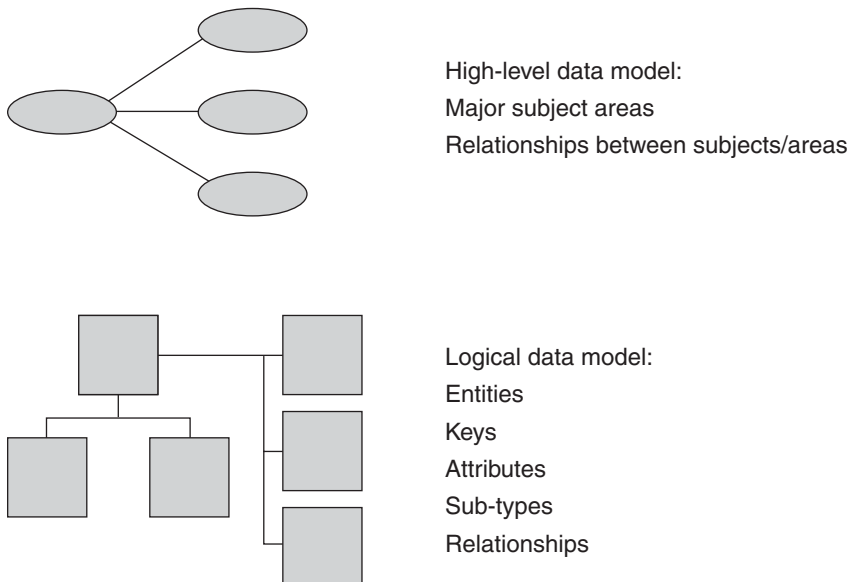 High-level data model:
Major subject areas
Relationships between subjects/areas
Logical data model:
Entities
Keys
Attributes
Sub-types
Relationships